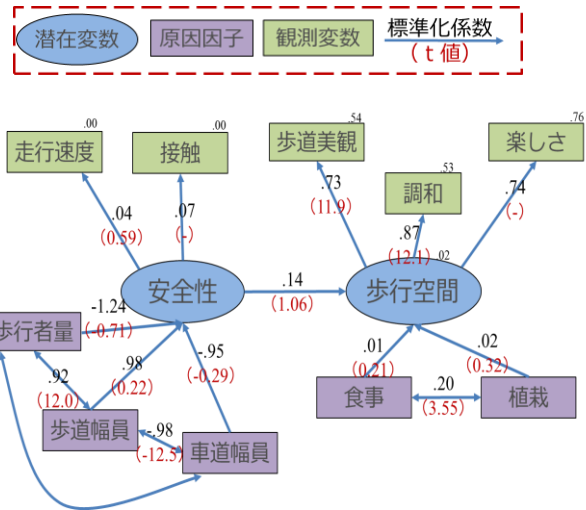 潜在変数
原因因子
観測変数
標準化係数
(t値)
.00
走行速度
.00
接触
.54
歩道美観
.53
調和
.76
楽しさ
.04
(0.59)
.07
(-)
.73
(11.9)
.87
(12.1)
.74
(-)
安全性
.14
(1.06)
.02
歩行空間
歩行者量
-1.24
(-0.71)
.92
(12.0)
.98
(0.22)
-.95
(-0.29)
歩道幅員
-.98
(-12.5)
車道幅員
.01
(0.21)
.02
(0.32)
食事
.20
(3.55)
植栽